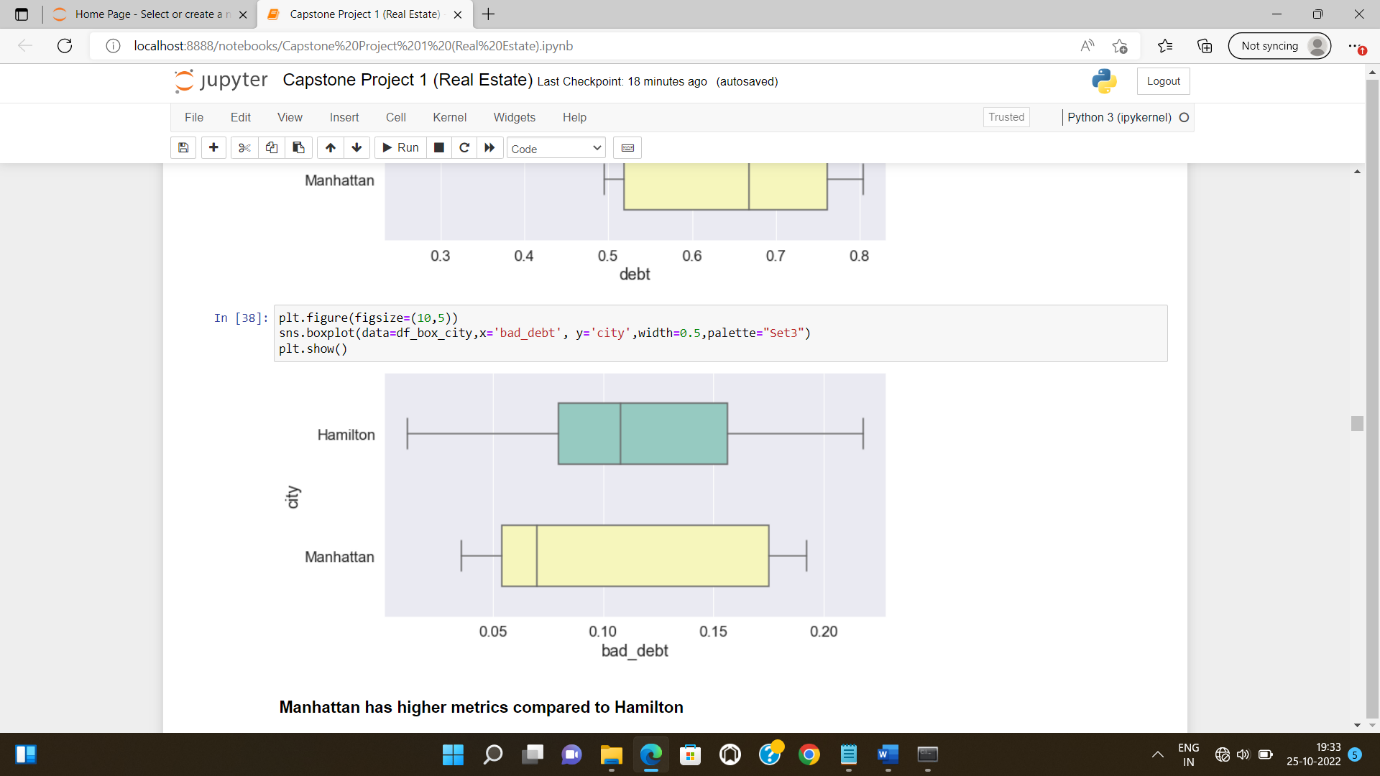 Home Page - Select or create a n
Capstone Project 1 (Real Estate)
localhost:8888/notebooks/Capstone%20Project%201%20(Real%20Estate).ipynb
Not syncing
jupyter Capstone Project 1 (Real Estate) Last Checkpoint: 18 minutes ago (autosaved)
Logout
File Edit View Insert Cell Kernel Widgets Help
Trusted
Python 3 (ipykernel)
Run
Code
Manhattan
0.3 0.4 0.5 0.6 0.7 0.8
debt
In [38]: plt.figure(figsize=(10,5))
sns.boxplot(data=df_box_city,x='bad_debt', y='city',width=0.5,palette="Set3")
plt.show()
Hamilton
city
Manhattan
0.05 0.10 0.15 0.20
bad_debt
Manhattan has higher metrics compared to Hamilton
ENG
IN
19:33
25-10-2022
5